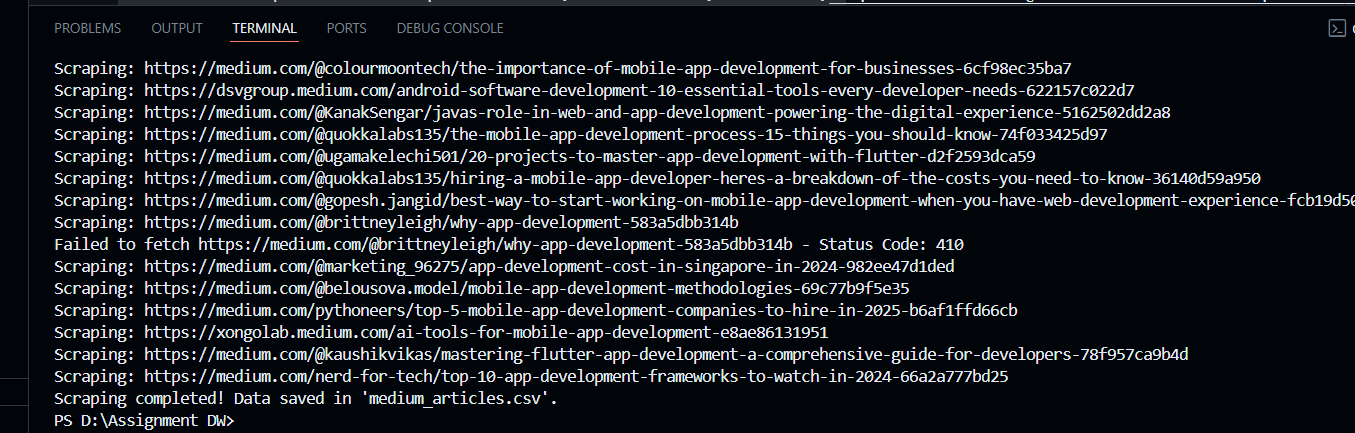 PROBLEMS OUTPUT TERMINAL PORTS DEBUG CONSOLE
Scraping: https://medium.com/@colourmoontech/the-importance-of-mobile-app-development-for-businesses-6cf98ec35ba7
Scraping: https://dsvgroup.medium.com/android-software-development-10-essential-tools-every-developer-needs-622157c022d7
Scraping: https://medium.com/@KanakSengar/javas-role-in-web-and-app-development-powering-the-digital-experience-5162502dd2a8
Scraping: https://medium.com/@quokkalabs135/the-mobile-app-development-process-15-things-you-should-know-74f033425d97
Scraping: https://medium.com/@ugamakelechi501/20-projects-to-master-app-development-with-flutter-d2f2593dca59
Scraping: https://medium.com/@quokkalabs135/hiring-a-mobile-app-developer-heres-a-breakdown-of-the-costs-you-need-to-know-36140d59a950
Scraping: https://medium.com/@gopesh.jangid/best-way-to-start-working-on-mobile-app-development-when-you-have-web-development-experience-fcb19d50
Scraping: https://medium.com/@brittneyleigh/why-app-development-583a5dbb314b
Failed to fetch https://medium.com/@brittneyleigh/why-app-development-583a5dbb314b - Status Code: 410
Scraping: https://medium.com/@marketing_96275/app-development-cost-in-singapore-in-2024-982ee47d1ded
Scraping: https://medium.com/@belousova.model/mobile-app-development-methodologies-69c77b9f5e35
Scraping: https://medium.com/pythoneers/top-5-mobile-app-development-companies-to-hire-in-2025-b6af1ffd66cb
Scraping: https://xongolab.medium.com/ai-tools-for-mobile-app-development-e8ae86131951
Scraping: https://medium.com/@kaushikvikas/mastering-flutter-app-development-a-comprehensive-guide-for-developers-78f957ca9b4d
Scraping: https://medium.com/nerd-for-tech/top-10-app-development-frameworks-to-watch-in-2024-66a2a777bd25
Scraping completed! Data saved in 'medium_articles.csv'.
PS D:\Assignment DW>